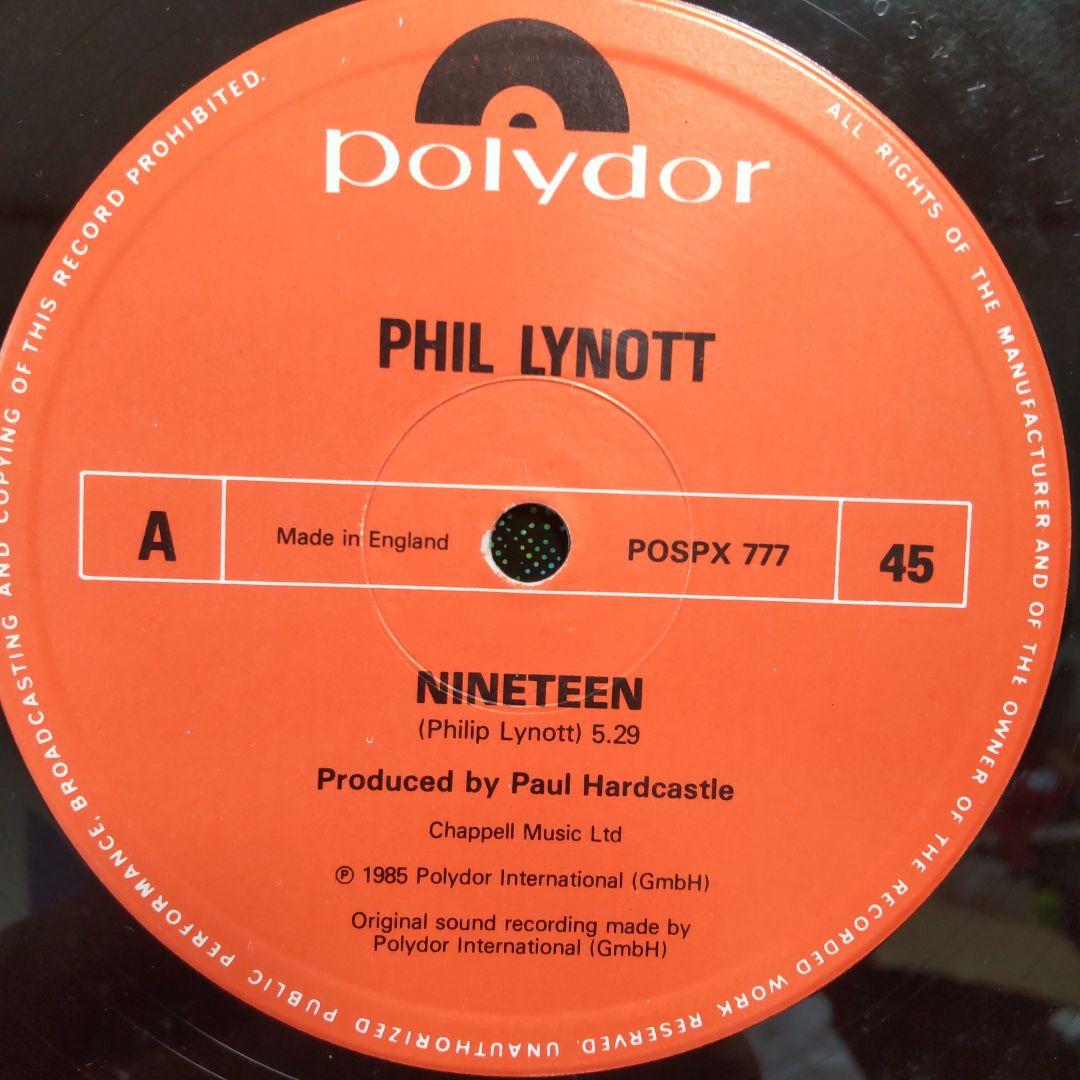 polydor
PHIL LYNOTT
A
Made in England
POSPX 777
45
NINETEEN
(Philip Lynott) 5.29
Produced by Paul Hardcastle
Chappell Music Ltd
℗ 1985 Polydor International (GmbH)
Original sound recording made by
Polydor International (GmbH)
ALL RIGHTS OF THE MANUFACTURER AND OF THE OWNER OF THE RECORDED WORK RESERVED. UNAUTHORIZED PUBLIC PERFORMANCE, BROADCASTING AND COPYING OF THIS RECORD PROHIBITED.